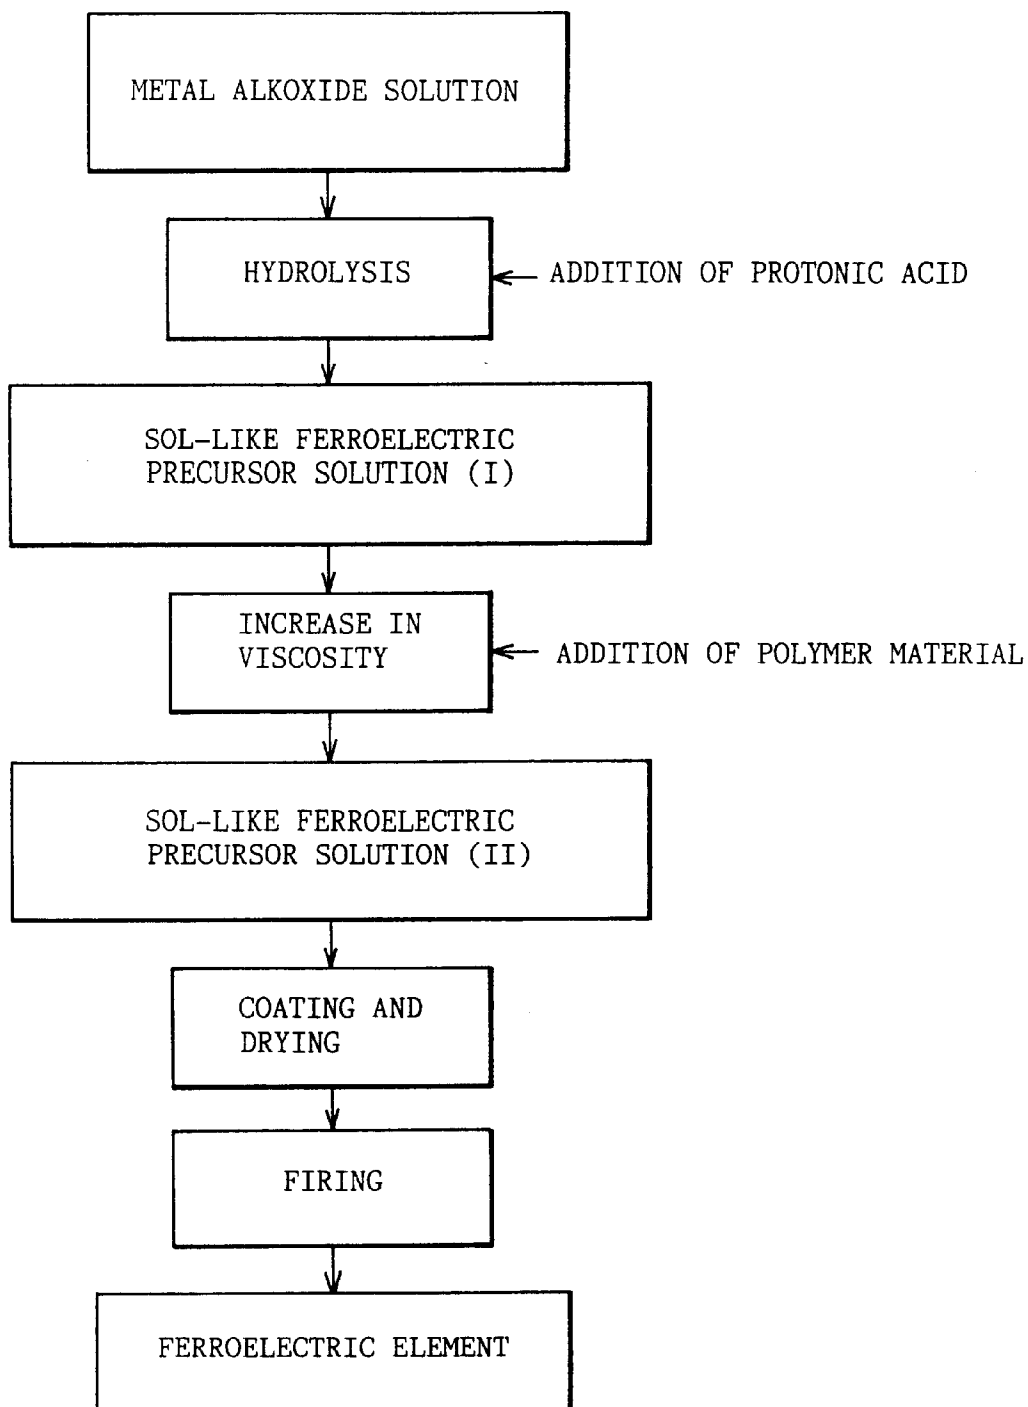 METAL ALKOXIDE SOLUTION
HYDROLYSIS
ADDITION OF PROTONIC ACID
SOL-LIKE FERROELECTRIC
PRECURSOR SOLUTION (I)
INCREASE IN
VISCOSITY
ADDITION OF POLYMER MATERIAL
SOL-LIKE FERROELECTRIC
PRECURSOR SOLUTION (II)
COATING AND
DRYING
FIRING
FERROELECTRIC ELEMENT